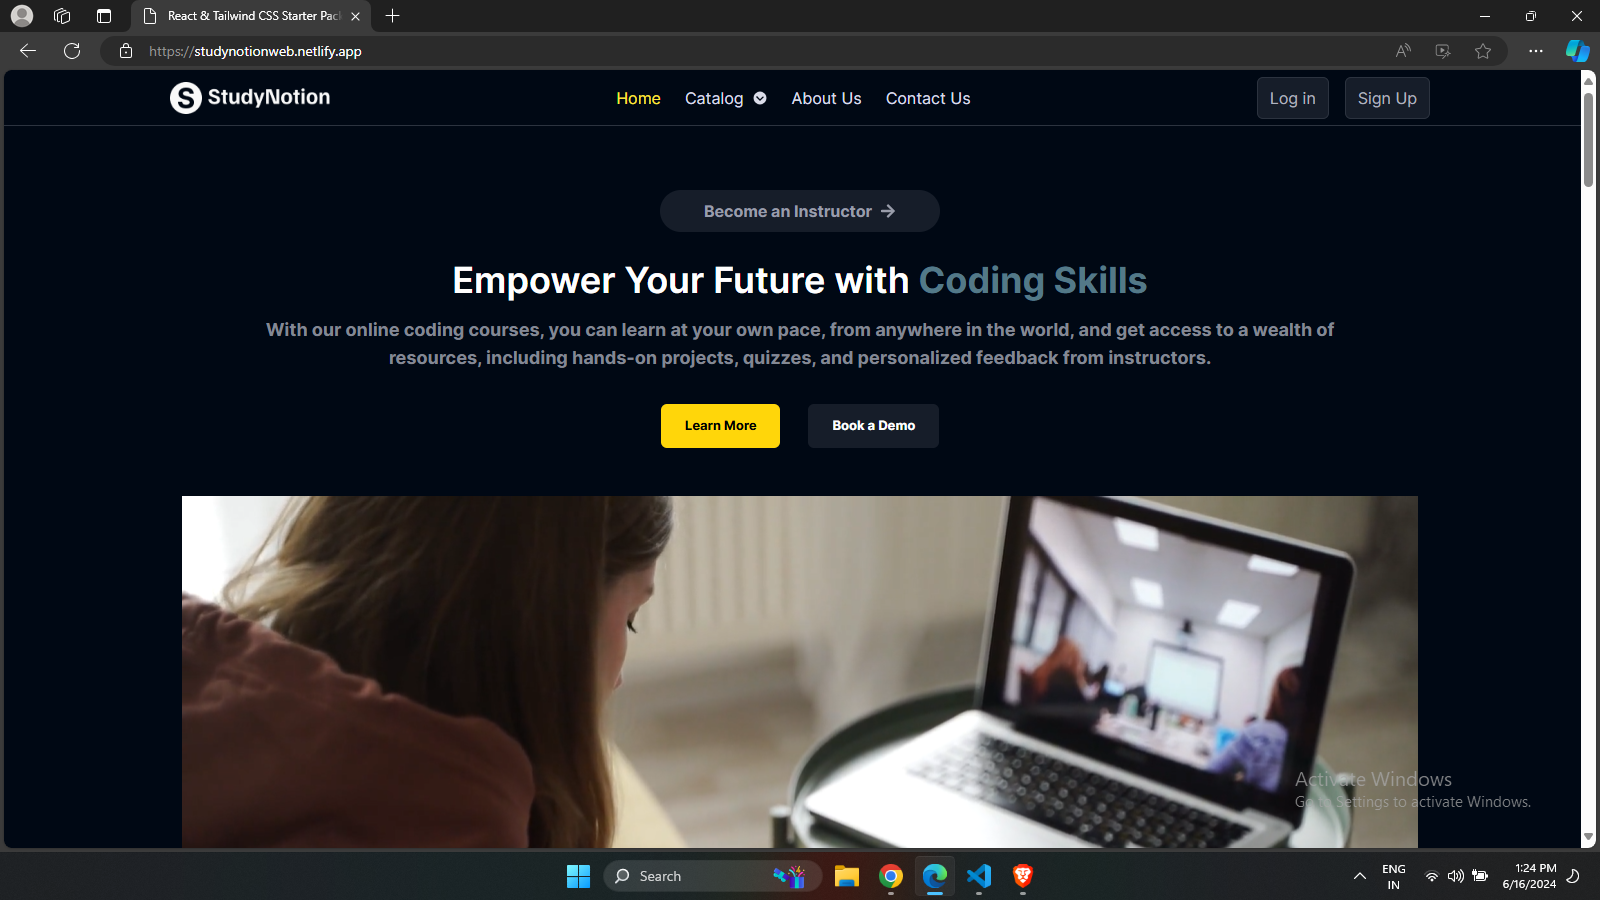 React & Tailwind CSS Starter Pac
https://studynotionweb.netlify.app
StudyNotion
Home
Catalog
About Us
Contact Us
Log in
Sign Up
Become an Instructor
Empower Your Future with Coding Skills
With our online coding courses, you can learn at your own pace, from anywhere in the world, and get access to a wealth of
resources, including hands-on projects, quizzes, and personalized feedback from instructors.
Learn More
Book a Demo
Activate Windows
Go to Settings to activate Windows.
Search
ENG
IN
1:24 PM
6/16/2024